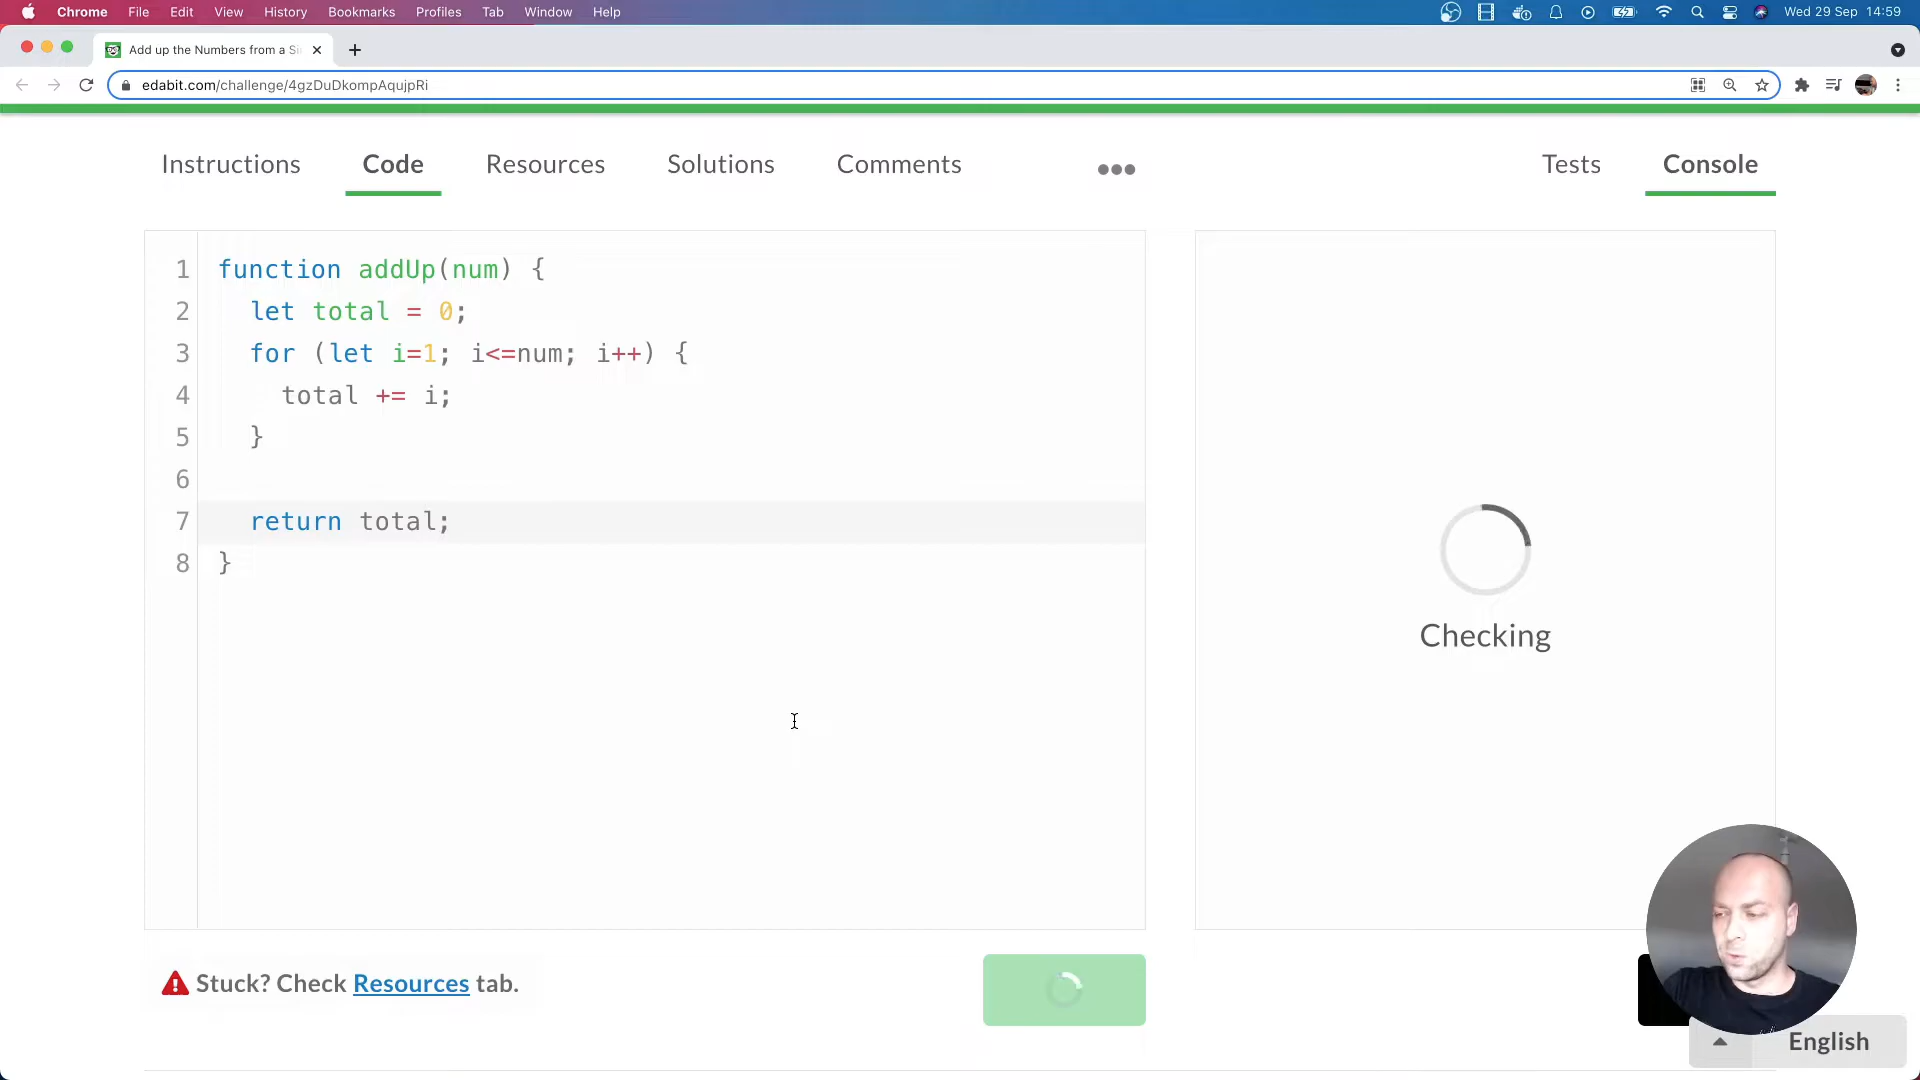 Chrome File Edit View History Bookmarks Profiles Tab Window Help Wed 29 Sep 14:59
Add up the Numbers from a Si
edabit.com/challenge/4gzDuDkompAqujpRi
Instructions Code Resources Solutions Comments Tests Console
1 function addUp(num) {
2 let total = 0;
3 for (let i=1; i<=num; i++) {
4 total += i;
5 }
6
7 return total;
8 }
Checking
Stuck? Check Resources tab.
English